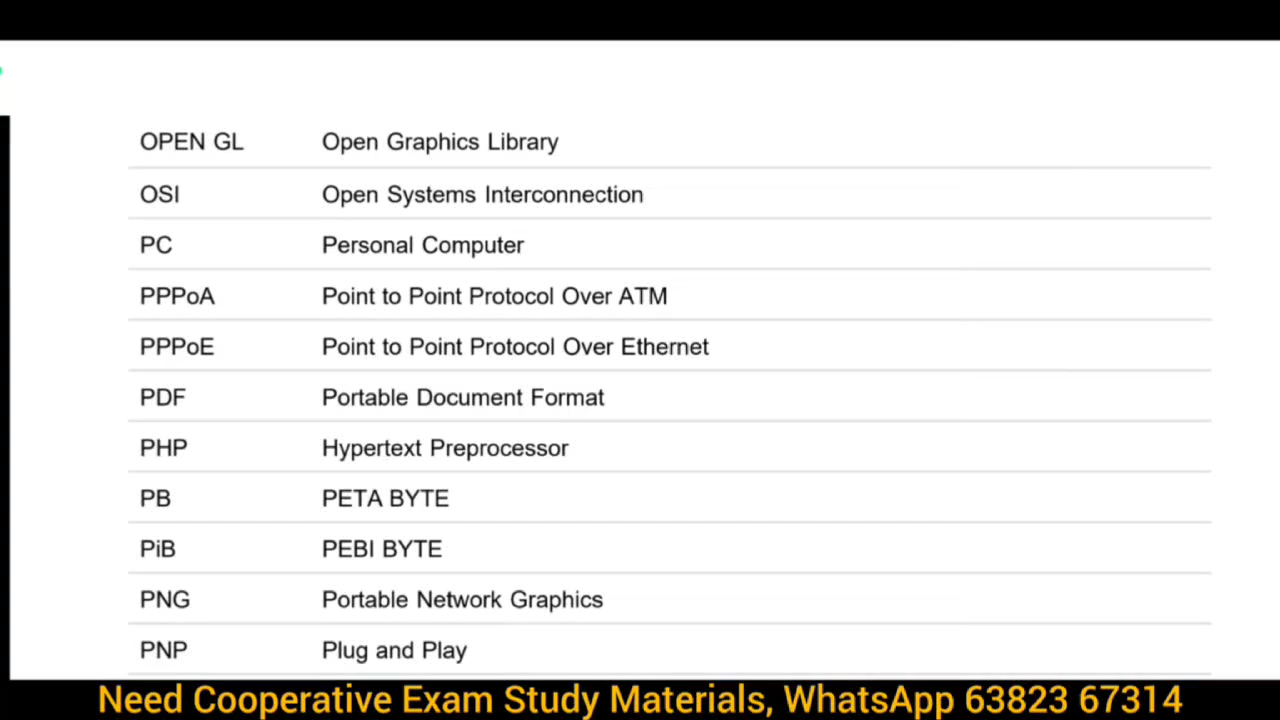 OPEN GL Open Graphics Library
OSI Open Systems Interconnection
PC Personal Computer
PPPoA Point to Point Protocol Over ATM
PPPoE Point to Point Protocol Over Ethernet
PDF Portable Document Format
PHP Hypertext Preprocessor
PB PETA BYTE
PiB PEBI BYTE
PNG Portable Network Graphics
PNP Plug and Play
Need Cooperative Exam Study Materials, WhatsApp 63823 67314